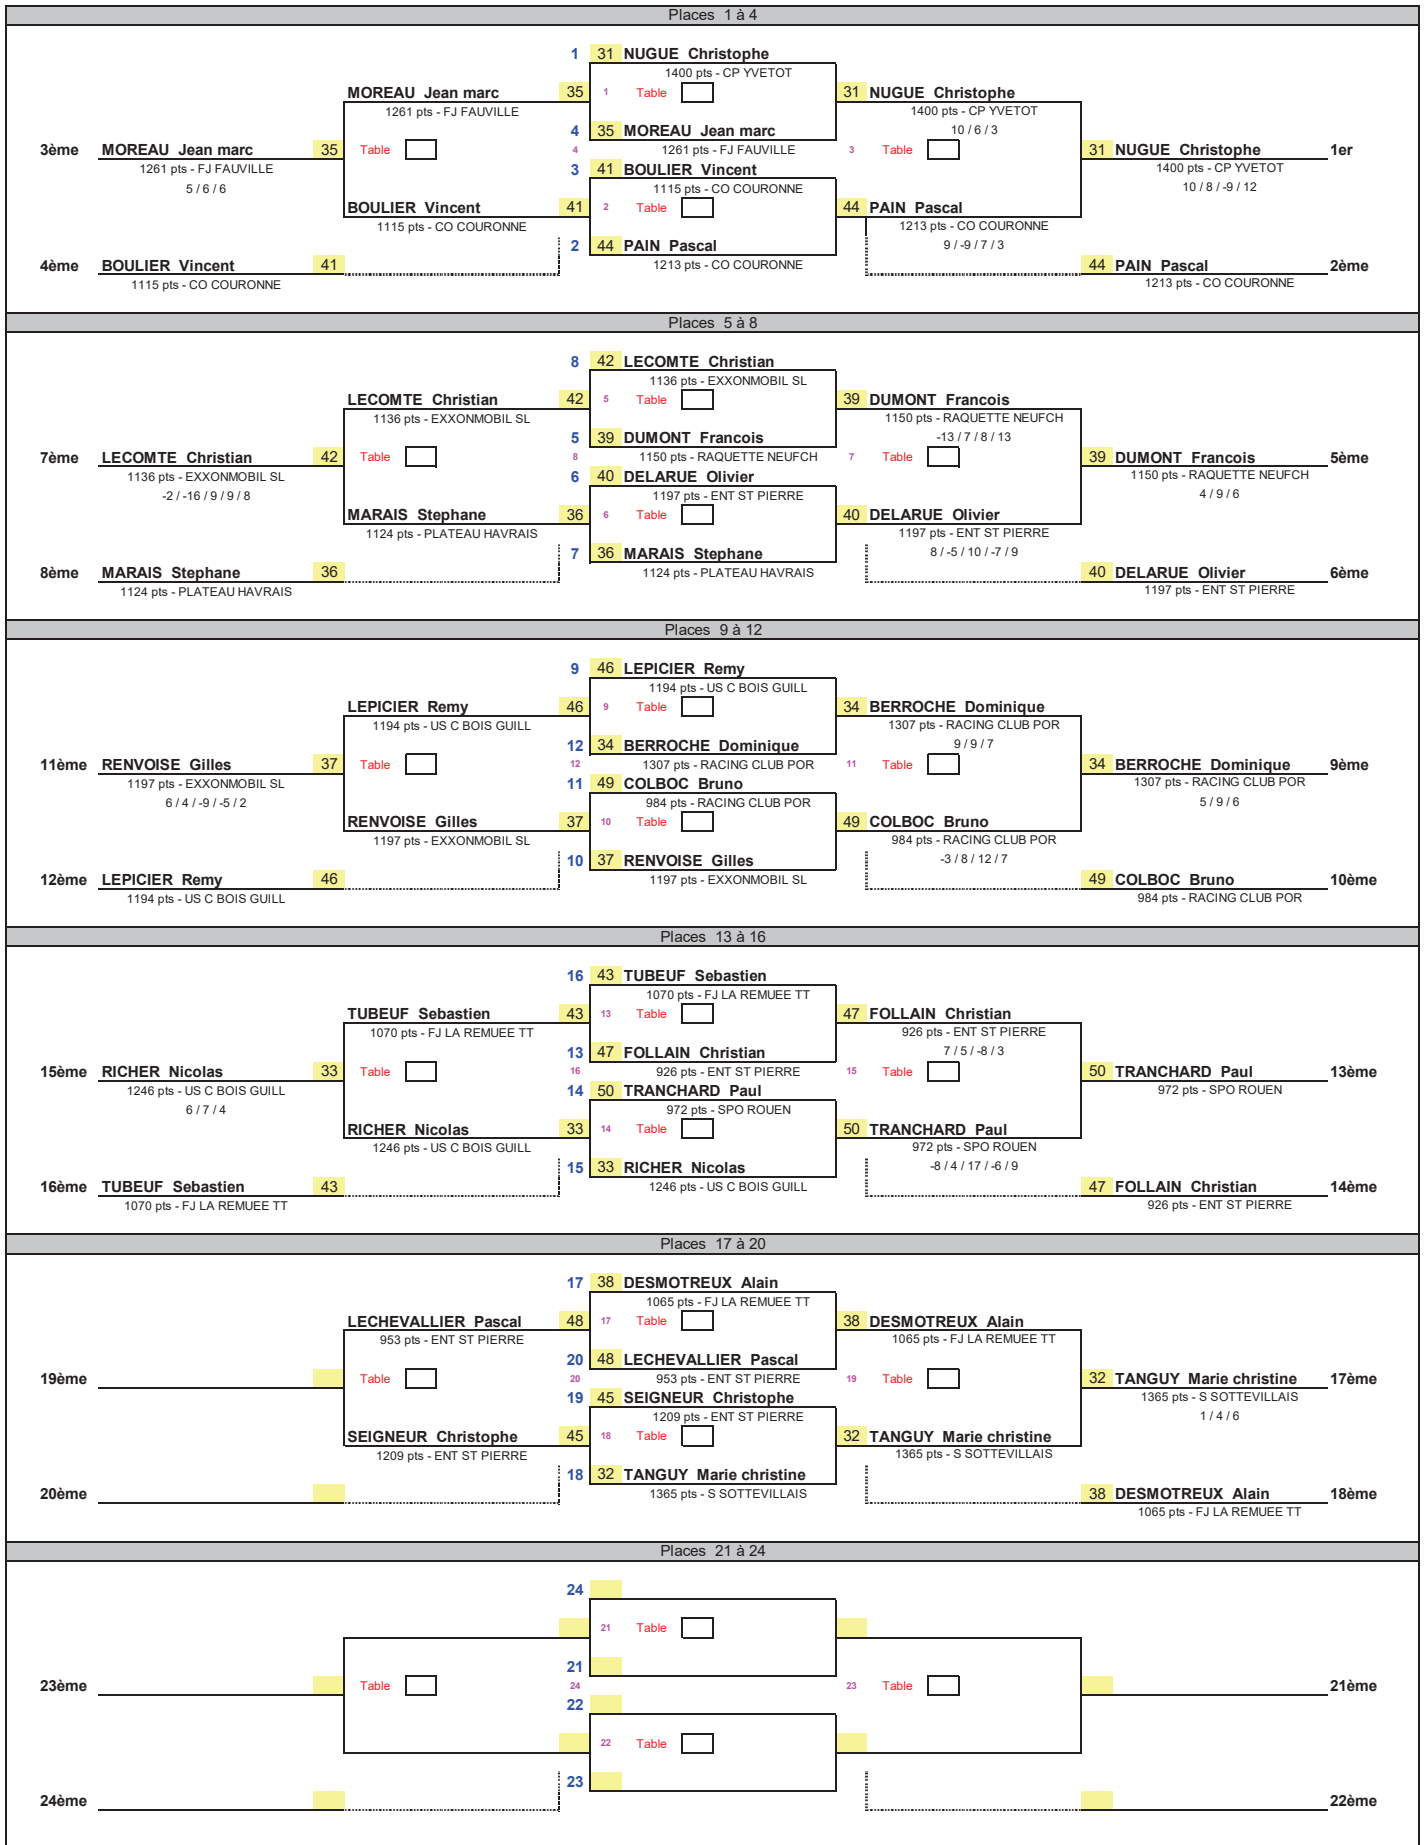 Places 1 à 4
1 31 NUGUE Christophe
1400 pts - CP YVETOT
MOREAU Jean marc 35 1 Table 31 NUGUE Christophe
1261 pts - FJ FAUVILLE 1400 pts - CP YVETOT
4 35 MOREAU Jean marc 10 / 6 / 3
3ème MOREAU Jean marc 35 Table 4 1261 pts - FJ FAUVILLE 3 Table 31 NUGUE Christophe 1er
1261 pts - FJ FAUVILLE 3 41 BOULIER Vincent 1400 pts - CP YVETOT
5 / 6 / 6 1115 pts - CO COURONNE 10 / 8 / -9 / 12
BOULIER Vincent 41 2 Table 44 PAIN Pascal
1115 pts - CO COURONNE 1213 pts - CO COURONNE
2 44 PAIN Pascal 9 / -9 / 7 / 3
4ème BOULIER Vincent 41 1213 pts - CO COURONNE 44 PAIN Pascal 2ème
1115 pts - CO COURONNE 1213 pts - CO COURONNE
Places 5 à 8
8 42 LECOMTE Christian
1136 pts - EXXONMOBIL SL
LECOMTE Christian 42 5 Table 39 DUMONT Francois
1136 pts - EXXONMOBIL SL 1150 pts - RAQUETTE NEUFCH
5 39 DUMONT Francois -13 / 7 / 8 / 13
7ème LECOMTE Christian 42 Table 8 1150 pts - RAQUETTE NEUFCH 7 Table 39 DUMONT Francois 5ème
1136 pts - EXXONMOBIL SL 6 40 DELARUE Olivier 1150 pts - RAQUETTE NEUFCH
-2 / -16 / 9 / 9 / 8 1197 pts - ENT ST PIERRE 4 / 9 / 6
MARAIS Stephane 36 6 Table 40 DELARUE Olivier
1124 pts - PLATEAU HAVRAIS 1197 pts - ENT ST PIERRE
7 36 MARAIS Stephane 8 / -5 / 10 / -7 / 9
8ème MARAIS Stephane 36 1124 pts - PLATEAU HAVRAIS 40 DELARUE Olivier 6ème
1124 pts - PLATEAU HAVRAIS 1197 pts - ENT ST PIERRE
Places 9 à 12
9 46 LEPICIER Remy
1194 pts - US C BOIS GUILL
LEPICIER Remy 46 9 Table 34 BERROCHE Dominique
1194 pts - US C BOIS GUILL 1307 pts - RACING CLUB POR
12 34 BERROCHE Dominique 9 / 9 / 7
11ème RENVOISE Gilles 37 Table 12 1307 pts - RACING CLUB POR 11 Table 34 BERROCHE Dominique 9ème
1197 pts - EXXONMOBIL SL 11 49 COLBOC Bruno 1307 pts - RACING CLUB POR
6 / 4 / -9 / -5 / 2 984 pts - RACING CLUB POR 5 / 9 / 6
RENVOISE Gilles 37 10 Table 49 COLBOC Bruno
1197 pts - EXXONMOBIL SL 984 pts - RACING CLUB POR
10 37 RENVOISE Gilles -3 / 8 / 12 / 7
12ème LEPICIER Remy 46 1197 pts - EXXONMOBIL SL 49 COLBOC Bruno 10ème
1194 pts - US C BOIS GUILL 984 pts - RACING CLUB POR
Places 13 à 16
16 43 TUBEUF Sebastien
1070 pts - FJ LA REMUEE TT
TUBEUF Sebastien 43 13 Table 47 FOLLAIN Christian
1070 pts - FJ LA REMUEE TT 926 pts - ENT ST PIERRE
13 47 FOLLAIN Christian 7 / 5 / -8 / 3
15ème RICHER Nicolas 33 Table 16 926 pts - ENT ST PIERRE 15 Table 50 TRANCHARD Paul 13ème
1246 pts - US C BOIS GUILL 14 50 TRANCHARD Paul 972 pts - SPO ROUEN
6 / 7 / 4 972 pts - SPO ROUEN
RICHER Nicolas 33 14 Table 50 TRANCHARD Paul
1246 pts - US C BOIS GUILL 972 pts - SPO ROUEN
15 33 RICHER Nicolas -8 / 4 / 17 / -6 / 9
16ème TUBEUF Sebastien 43 1246 pts - US C BOIS GUILL 47 FOLLAIN Christian 14ème
1070 pts - FJ LA REMUEE TT 926 pts - ENT ST PIERRE
Places 17 à 20
17 38 DESMOTREUX Alain
1065 pts - FJ LA REMUEE TT
LECHEVALLIER Pascal 48 17 Table 38 DESMOTREUX Alain
953 pts - ENT ST PIERRE 1065 pts - FJ LA REMUEE TT
20 48 LECHEVALLIER Pascal
19ème Table 20 953 pts - ENT ST PIERRE 19 Table 32 TANGUY Marie christine 17ème
19 45 SEIGNEUR Christophe 1365 pts - S SOTTEVILLAIS
1209 pts - ENT ST PIERRE 1 / 4 / 6
SEIGNEUR Christophe 45 18 Table 32 TANGUY Marie christine
1209 pts - ENT ST PIERRE 1365 pts - S SOTTEVILLAIS
18 32 TANGUY Marie christine
20ème 1365 pts - S SOTTEVILLAIS 38 DESMOTREUX Alain 18ème
1065 pts - FJ LA REMUEE TT
Places 21 à 24
24
21 Table
21
23ème Table 24 23 Table 21ème
22
22 Table
23
24ème 22ème